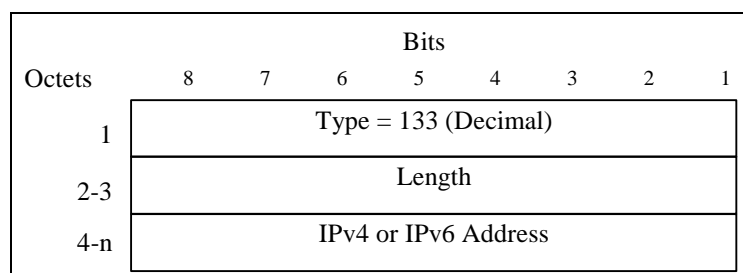 Bits
Octets 8 7 6 5 4 3 2 1
1 Type = 133 (Decimal)
2-3 Length
4-n IPv4 or IPv6 Address